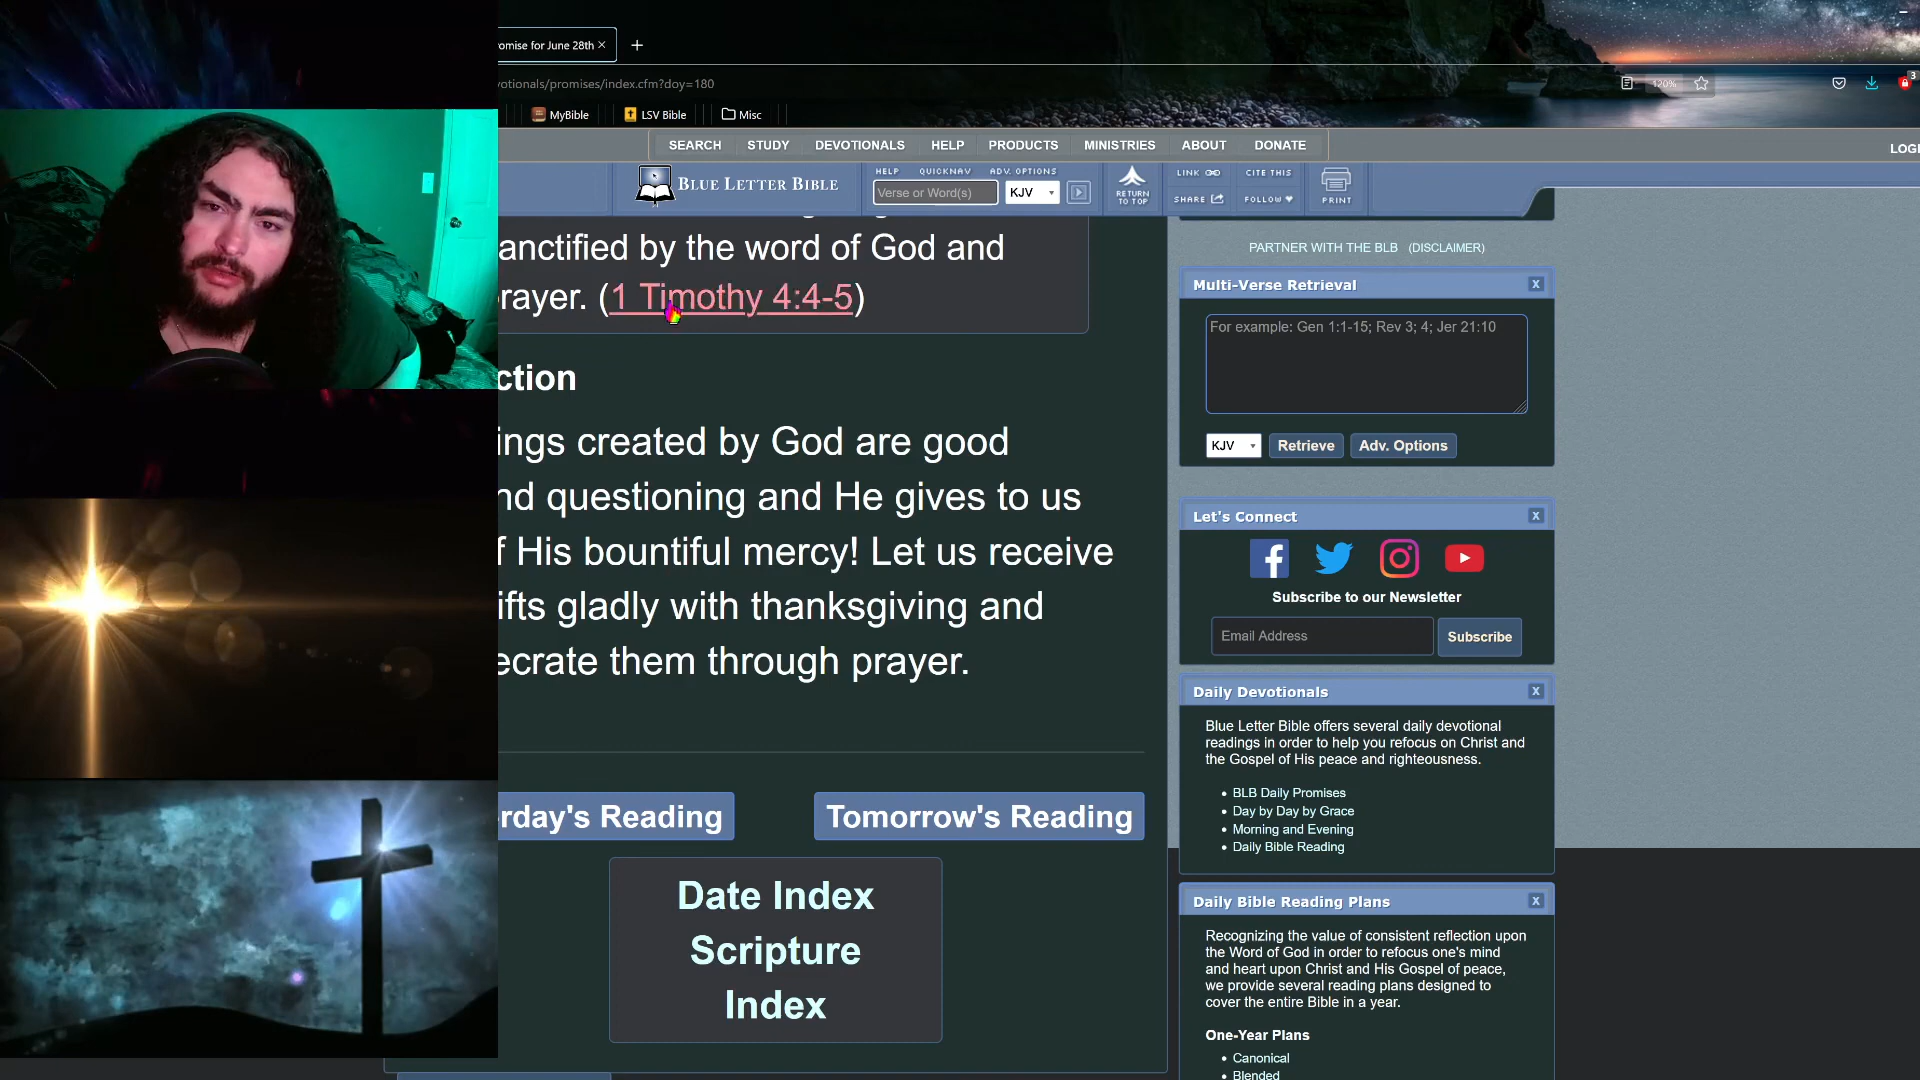 omise for June 28th
votionals/promises/index.cfm?doy=180
120%
3
MyBible
LSV Bible
Misc
SEARCH
STUDY
DEVOTIONALS
HELP
PRODUCTS
MINISTRIES
ABOUT
DONATE
LOGI
BLUE LETTER BIBLE
HELP QUICKNAV ADV. OPTIONS
Verse or Word(s)
KJV
RETURN
TO TOP
LINK
CITE THIS
SHARE
FOLLOW
PRINT
anctified by the word of God and
rayer. (1 Timothy 4:4-5)
ction
ings created by God are good
nd questioning and He gives to us
f His bountiful mercy! Let us receive
ifts gladly with thanksgiving and
ecrate them through prayer.
rday's Reading
Tomorrow's Reading
Date Index
Scripture
Index
PARTNER WITH THE BLB (DISCLAIMER)
Multi-Verse Retrieval
X
For example: Gen 1:1-15; Rev 3; 4; Jer 21:10
KJV
Retrieve
Adv. Options
Let's Connect
X
Subscribe to our Newsletter
Email Address
Subscribe
Daily Devotionals
X
Blue Letter Bible offers several daily devotional
readings in order to help you refocus on Christ and
the Gospel of His peace and righteousness.
BLB Daily Promises
Day by Day by Grace
Morning and Evening
Daily Bible Reading
Daily Bible Reading Plans
X
Recognizing the value of consistent reflection upon
the Word of God in order to refocus one's mind
and heart upon Christ and His Gospel of peace,
we provide several reading plans designed to
cover the entire Bible in a year.
One-Year Plans
Canonical
Blended